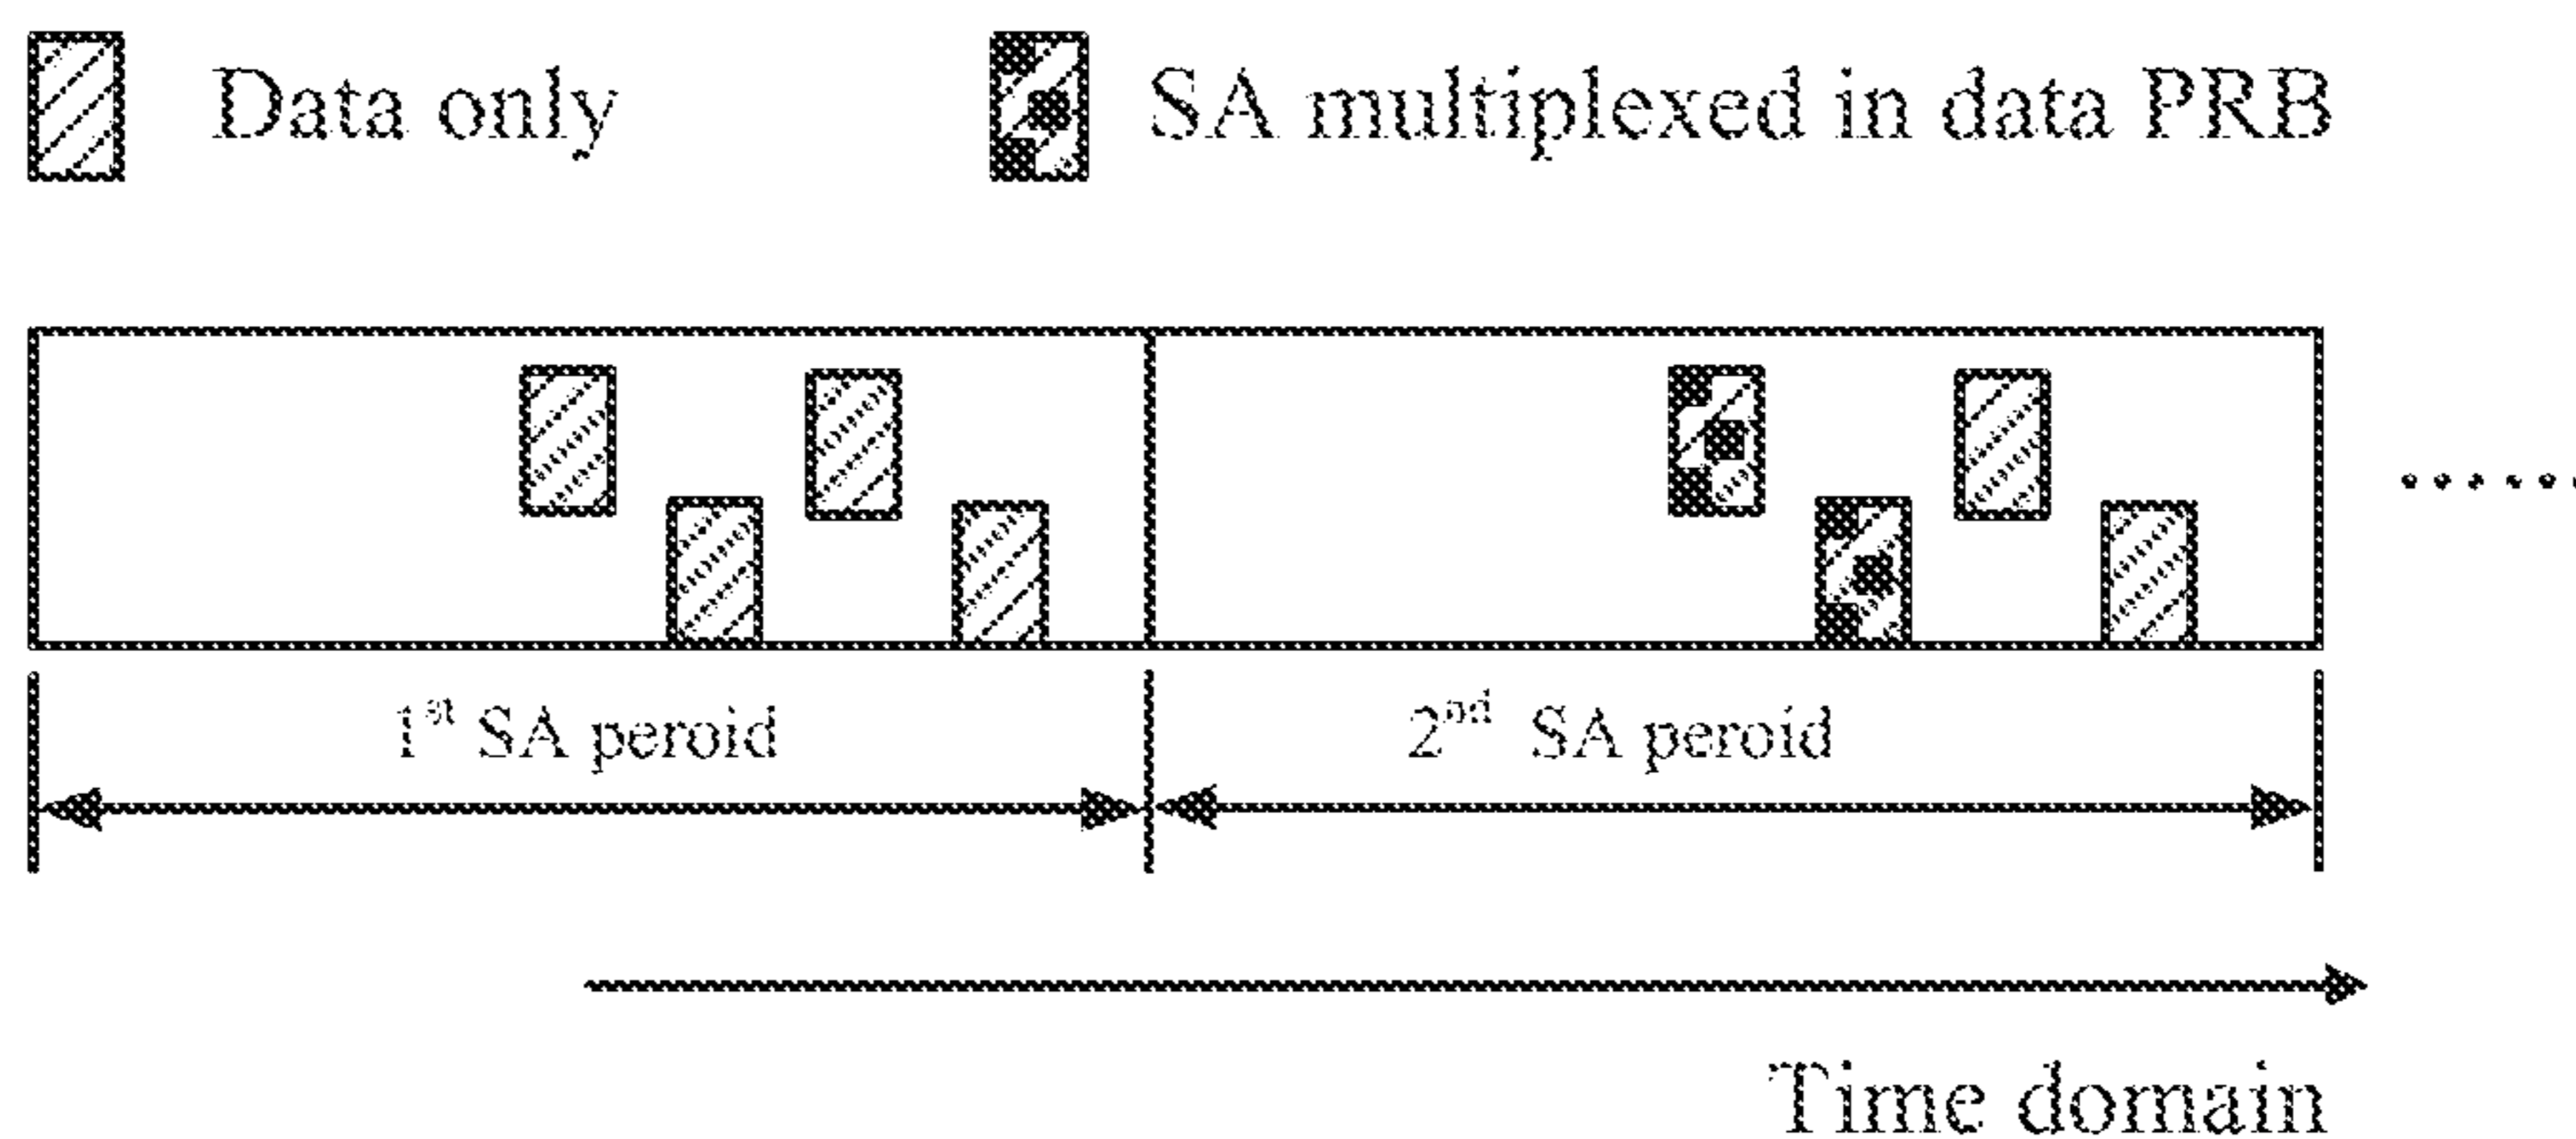 Data only
SA multiplexed in data PRB
1st SA peroid
2nd SA peroid
Time domain